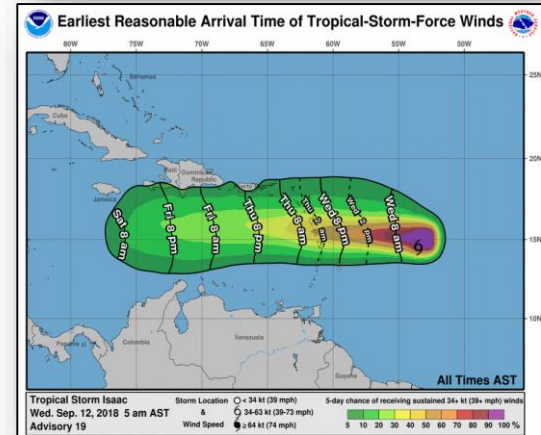 Earliest Reasonable Arrival Time of Tropical-Storm-Force Winds
80W 75W 70W 65W 60W 55W 50W
25N
20N
15N
10N
Bahamas
Cuba
Haiti
Dominican
Republic
Puerto
Jamaica
Sat 8 am
Fri 8 pm
Fri 8 am
Thu 8 pm
Thu 8 am
Wed 8 pm
Wed 8 am
Panama
Colombia
Venezuela
Guyana
All Times AST
Tropical Storm Isaac
Wed. Sep. 12, 2018 5 am AST
Advisory 19
Storm Location
&
Wind Speed
< 34 kt (39 mph)
34-63 kt (39-73 mph)
≥ 64 kt (74 mph)
5-day chance of receiving sustained 34+ kt (39+ mph) winds
5 10 20 30 40 50 60 70 80 90 100 %